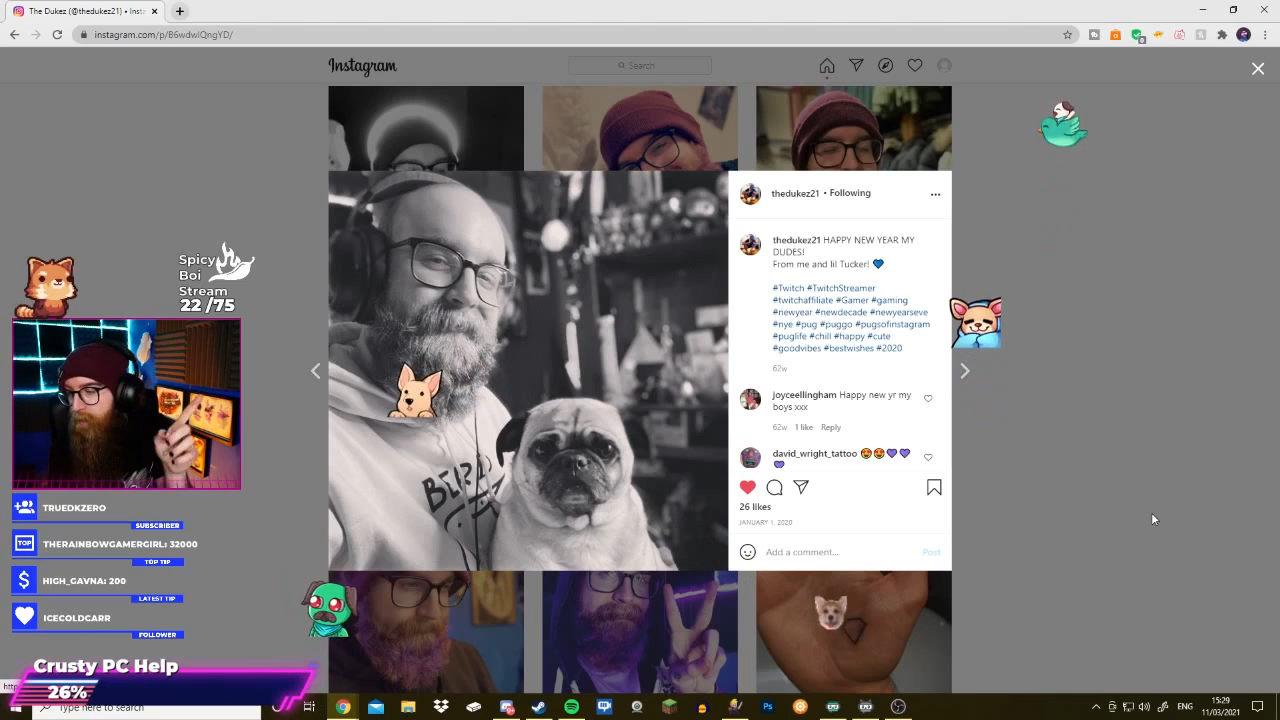 The Dukez (@thedukez21) • Inst
instagram.com/p/B6wdwlQngYD/
Instagram
Search
thedukez21 • Following
thedukez21 HAPPY NEW YEAR MY
DUDES!
From me and lil Tucker! 💙
#Twitch #TwitchStreamer
#twitchaffiliate #Gamer #gaming
#newyear #newdecade #newyearseve
#nye #pug #puggo #pugsofinstagram
#puglife #chill #happy #cute
#goodvibes #bestwishes #2020
62w
joyceellingham Happy new yr my
boys xxx
62w 1 like Reply
david_wright_tattoo 😍😍💜💜
💜
26 likes
JANUARY 1, 2020
Add a comment... Post
Spicy
Boi
Stream
22 /75
TRUEDKZERO
SUBSCRIBER
TOP
THERAINBOWGAMERGIRL: 32000
TOP TIP
$
HIGH_GAVNA: 200
LATEST TIP
ICECOLDCARR
FOLLOWER
Crusty PC Help
26%
Type here to search
Ps
15:29
11/03/2021